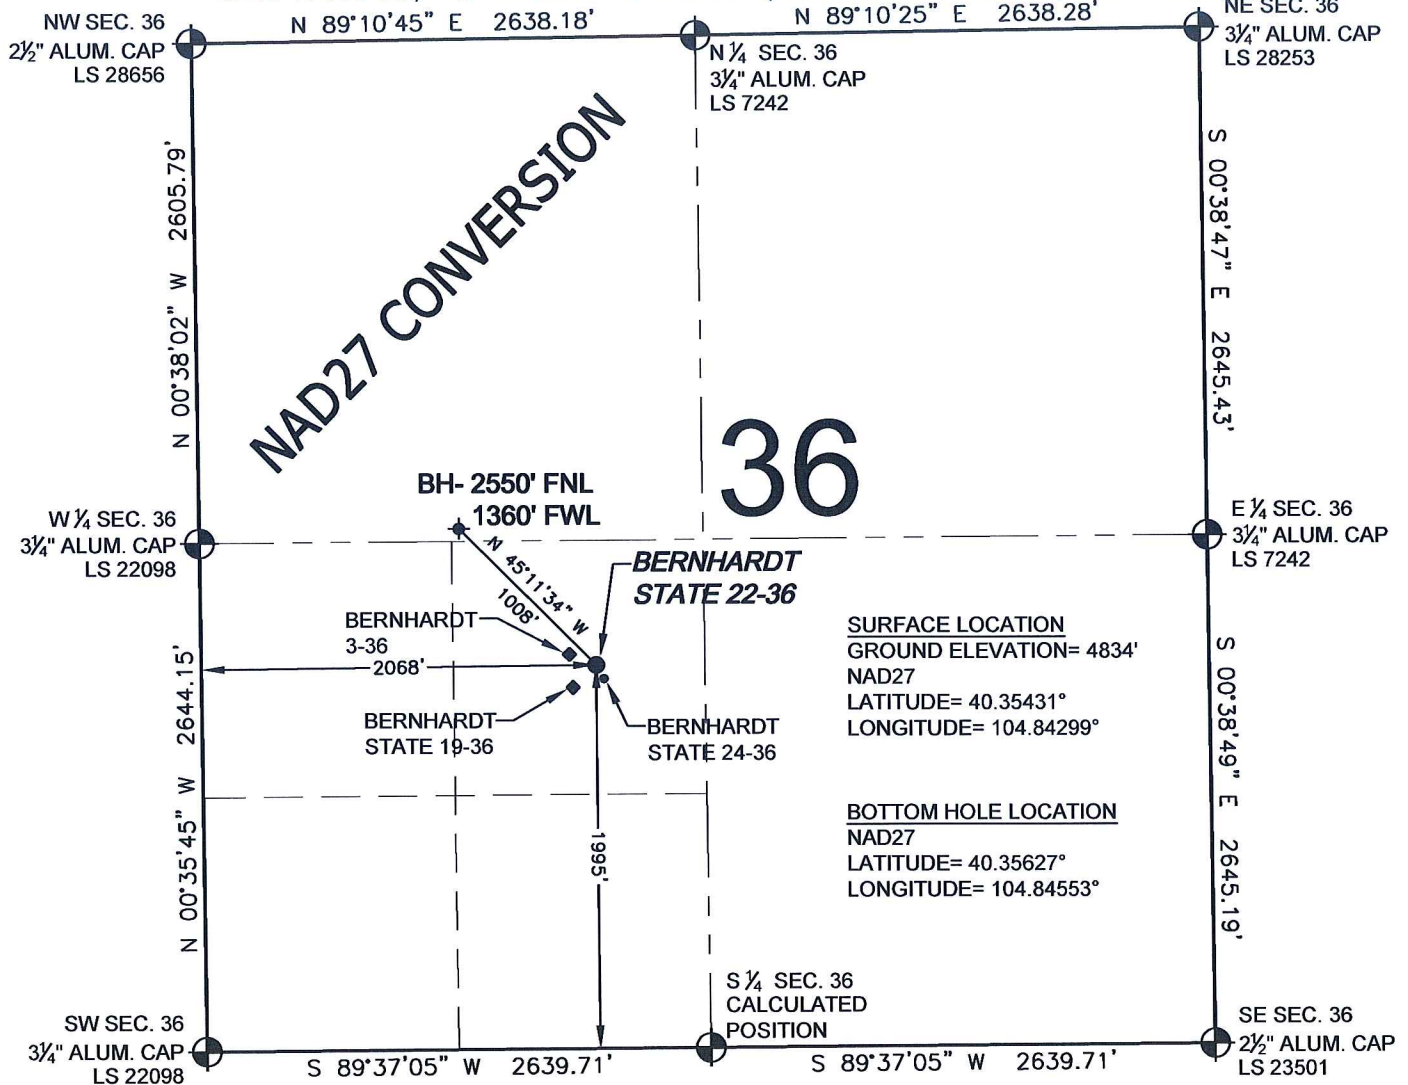 NW SEC. 36
2½" ALUM. CAP
LS 28656
N 89°10'45" E 2638.18'
N 89°10'25" E 2638.28'
NE SEC. 36
3¼" ALUM. CAP
LS 28253
N ¼ SEC. 36
3¼" ALUM. CAP
LS 7242
N 00°38'02" W 2605.79'
NAD27 CONVERSION
S 00°38'47" E 2645.43'
36
BH- 2550' FNL
1360' FWL
W ¼ SEC. 36
3¼" ALUM. CAP
LS 22098
E ¼ SEC. 36
3¼" ALUM. CAP
LS 7242
N 45°11'34" W
1008'
BERNHARDT
STATE 22-36
BERNHARDT
3-36
2068'
BERNHARDT
STATE 19-36
BERNHARDT
STATE 24-36
SURFACE LOCATION
GROUND ELEVATION= 4834'
NAD27
LATITUDE= 40.35431°
LONGITUDE= 104.84299°
BOTTOM HOLE LOCATION
NAD27
LATITUDE= 40.35627°
LONGITUDE= 104.84553°
N 00°35'45" W 2644.15'
1995'
S 00°38'49" E 2645.19'
SW SEC. 36
3¼" ALUM. CAP
LS 22098
S 89°37'05" W 2639.71'
S ¼ SEC. 36
CALCULATED
POSITION
S 89°37'05" W 2639.71'
SE SEC. 36
2½" ALUM. CAP
LS 23501